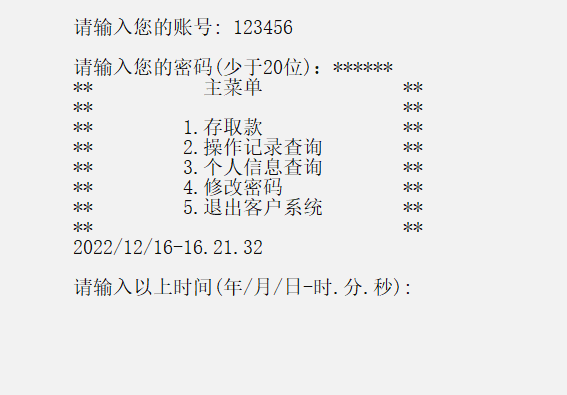 请输入您的账号: 123456
请输入您的密码(少于20位): ******
** 主菜单 **
** **
** 1.存取款 **
** 2.操作记录查询 **
** 3.个人信息查询 **
** 4.修改密码 **
** 5.退出客户系统 **
** **
2022/12/16-16.21.32
请输入以上时间(年/月/日-时.分.秒):